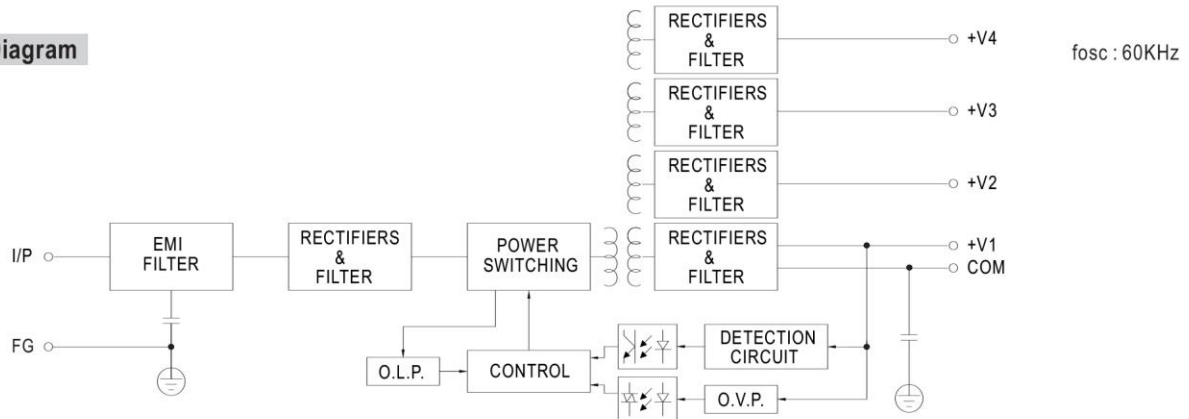 Diagram
fosc : 60KHz
RECTIFIERS
&
FILTER
+V4
RECTIFIERS
&
FILTER
+V3
RECTIFIERS
&
FILTER
+V2
I/P
EMI
FILTER
RECTIFIERS
&
FILTER
POWER
SWITCHING
RECTIFIERS
&
FILTER
+V1
COM
FG
O.L.P.
CONTROL
DETECTION
CIRCUIT
O.V.P.